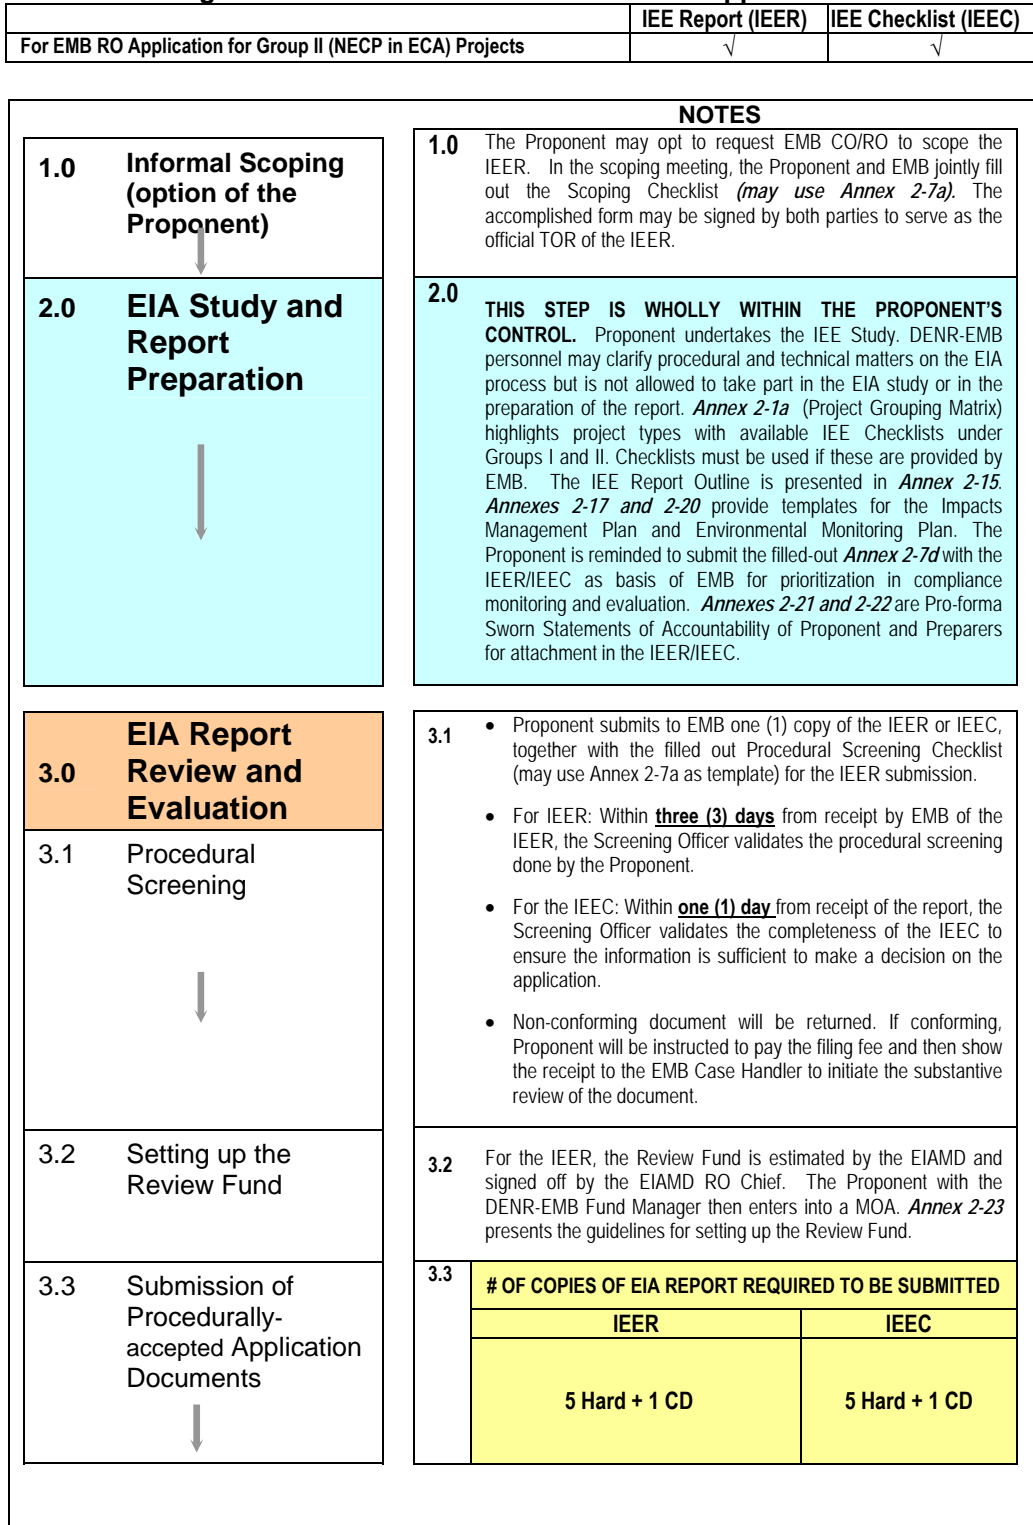 IEE Report (IEER) IEE Checklist (IEEC)
For EMB RO Application for Group II (NECP in ECA) Projects √ √
NOTES
1.0 Informal Scoping
(option of the
Proponent)
1.0 The Proponent may opt to request EMB CO/RO to scope the
IEER. In the scoping meeting, the Proponent and EMB jointly fill
out the Scoping Checklist (may use Annex 2-7a). The
accomplished form may be signed by both parties to serve as the
official TOR of the IEER.
2.0 EIA Study and
Report
Preparation
2.0
THIS STEP IS WHOLLY WITHIN THE PROPONENT'S
CONTROL. Proponent undertakes the IEE Study. DENR-EMB
personnel may clarify procedural and technical matters on the EIA
process but is not allowed to take part in the EIA study or in the
preparation of the report. Annex 2-1a (Project Grouping Matrix)
highlights project types with available IEE Checklists under
Groups I and II. Checklists must be used if these are provided by
EMB. The IEE Report Outline is presented in Annex 2-15.
Annexes 2-17 and 2-20 provide templates for the Impacts
Management Plan and Environmental Monitoring Plan. The
Proponent is reminded to submit the filled-out Annex 2-7d with the
IEER/IEEC as basis of EMB for prioritization in compliance
monitoring and evaluation. Annexes 2-21 and 2-22 are Pro-forma
Sworn Statements of Accountability of Proponent and Preparers
for attachment in the IEER/IEEC.
EIA Report
3.0 Review and
Evaluation
3.1 Procedural
Screening
3.1 • Proponent submits to EMB one (1) copy of the IEER or IEEC,
together with the filled out Procedural Screening Checklist
(may use Annex 2-7a as template) for the IEER submission.
• For IEER: Within three (3) days from receipt by EMB of the
IEER, the Screening Officer validates the procedural screening
done by the Proponent.
• For the IEEC: Within one (1) day from receipt of the report, the
Screening Officer validates the completeness of the IEEC to
ensure the information is sufficient to make a decision on the
application.
• Non-conforming document will be returned. If conforming,
Proponent will be instructed to pay the filing fee and then show
the receipt to the EMB Case Handler to initiate the substantive
review of the document.
3.2 Setting up the
Review Fund
3.2 For the IEER, the Review Fund is estimated by the EIAMD and
signed off by the EIAMD RO Chief. The Proponent with the
DENR-EMB Fund Manager then enters into a MOA. Annex 2-23
presents the guidelines for setting up the Review Fund.
3.3 Submission of
Procedurally-
accepted Application
Documents
3.3 # OF COPIES OF EIA REPORT REQUIRED TO BE SUBMITTED
IEER IEEC
5 Hard + 1 CD 5 Hard + 1 CD